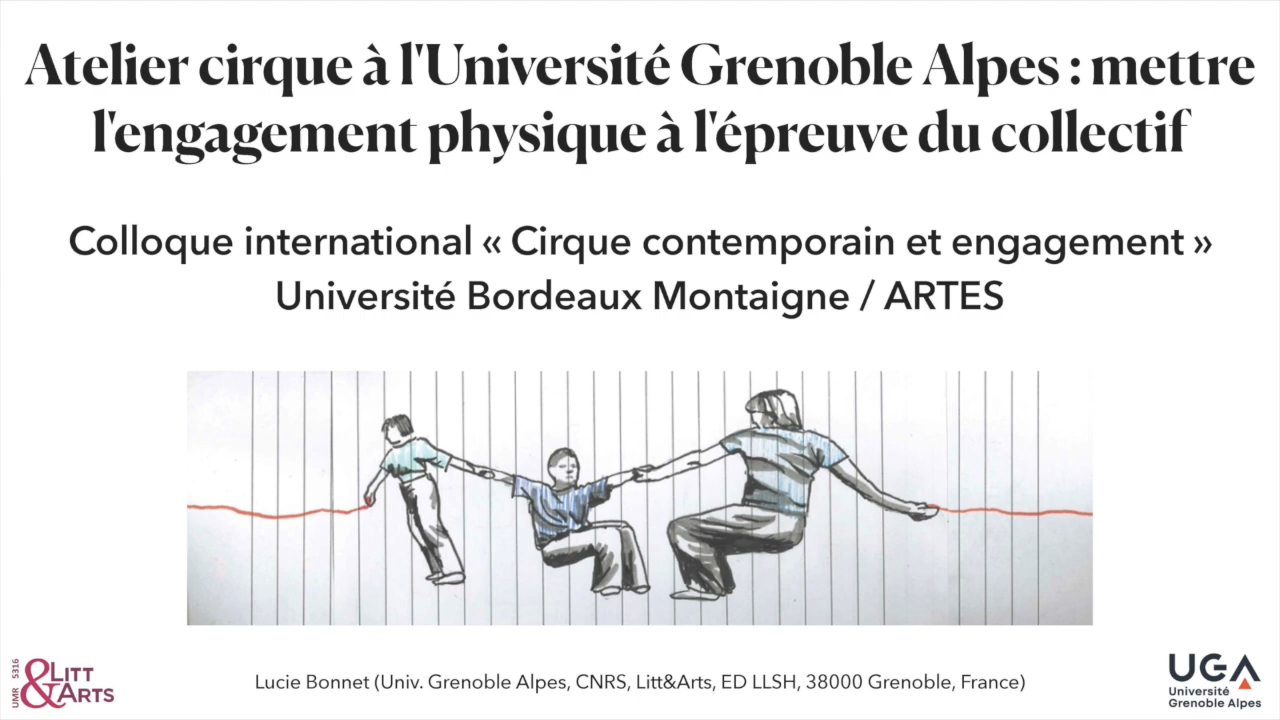 Atelier cirque à l'Université Grenoble Alpes : mettre
l'engagement physique à l'épreuve du collectif
Colloque international « Cirque contemporain et engagement »
Université Bordeaux Montaigne / ARTES
UMR 5316
&LITT
ARTS
Lucie Bonnet (Univ. Grenoble Alpes, CNRS, Litt&Arts, ED LLSH, 38000 Grenoble, France)
UGA
Université
Grenoble Alpes